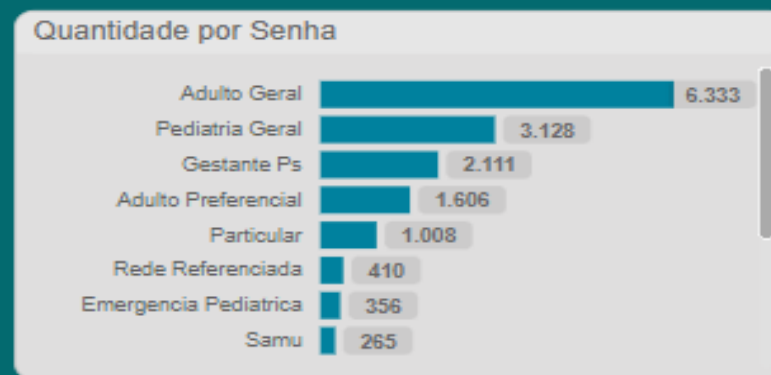 Quantidade por Senha
Adulto Geral 6.333
Pediatria Geral 3.128
Gestante Ps 2.111
Adulto Preferencial 1.606
Particular 1.008
Rede Referenciada 410
Emergencia Pediatrica 356
Samu 265